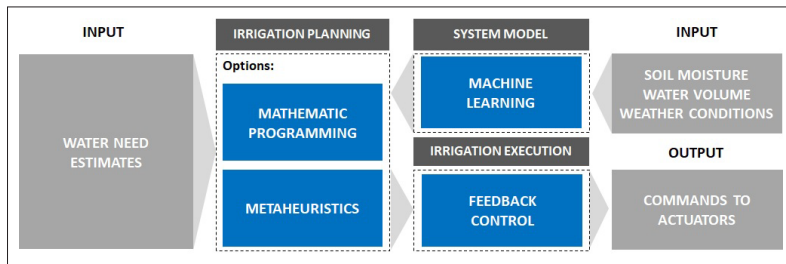 INPUT
WATER NEED
ESTIMATES
IRRIGATION PLANNING
Options:
MATHEMATIC
PROGRAMMING
METAHEURISTICS
SYSTEM MODEL
MACHINE
LEARNING
IRRIGATION EXECUTION
FEEDBACK
CONTROL
INPUT
SOIL MOISTURE
WATER VOLUME
WEATHER CONDITIONS
OUTPUT
COMMANDS TO
ACTUATORS